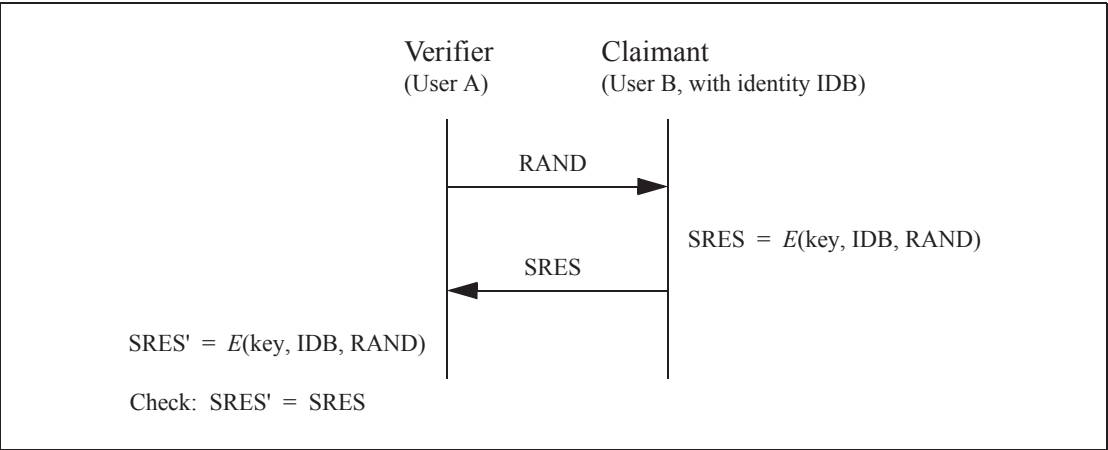 Verifier
(User A)
Claimant
(User B, with identity IDB)
RAND
SRES = E(key, IDB, RAND)
SRES
SRES' = E(key, IDB, RAND)
Check: SRES' = SRES